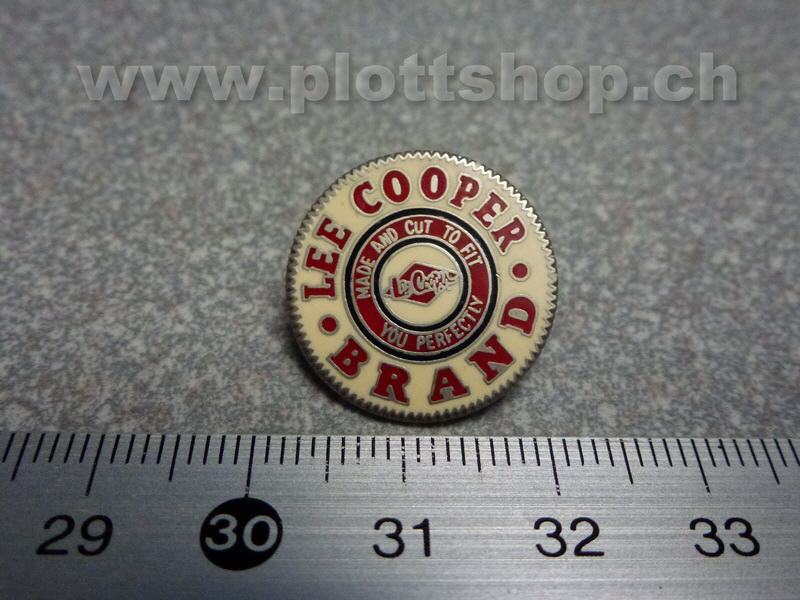 www.plottshop.ch
LEE COOPER
• BRAND •
MADE AND CUT TO FIT
YOU PERFECTLY
Lee Cooper
29 30 31 32 33